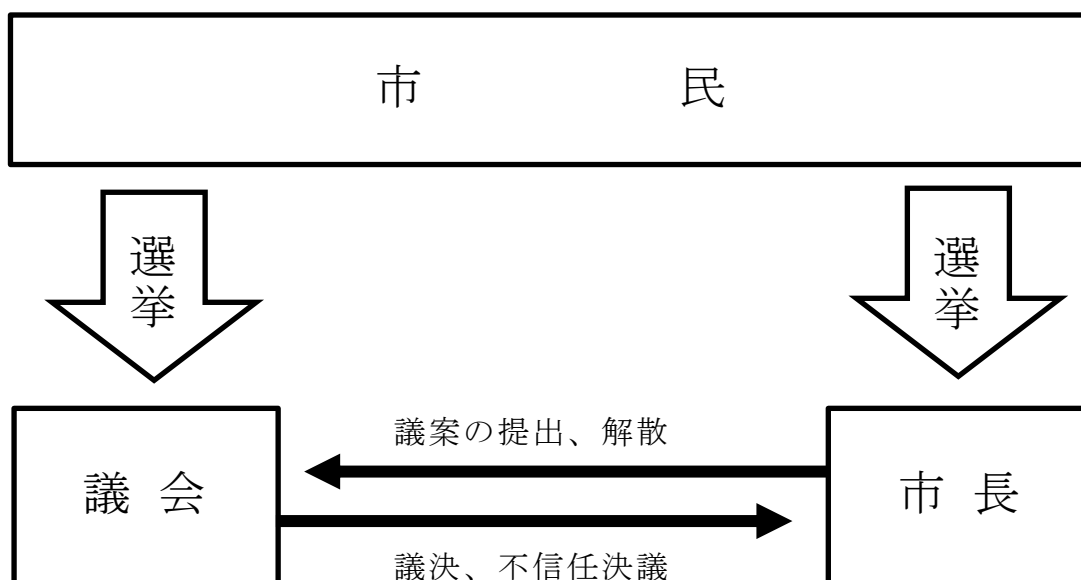 市民
選挙
選挙
議案の提出、解散
議会
市長
議決、不信任決議